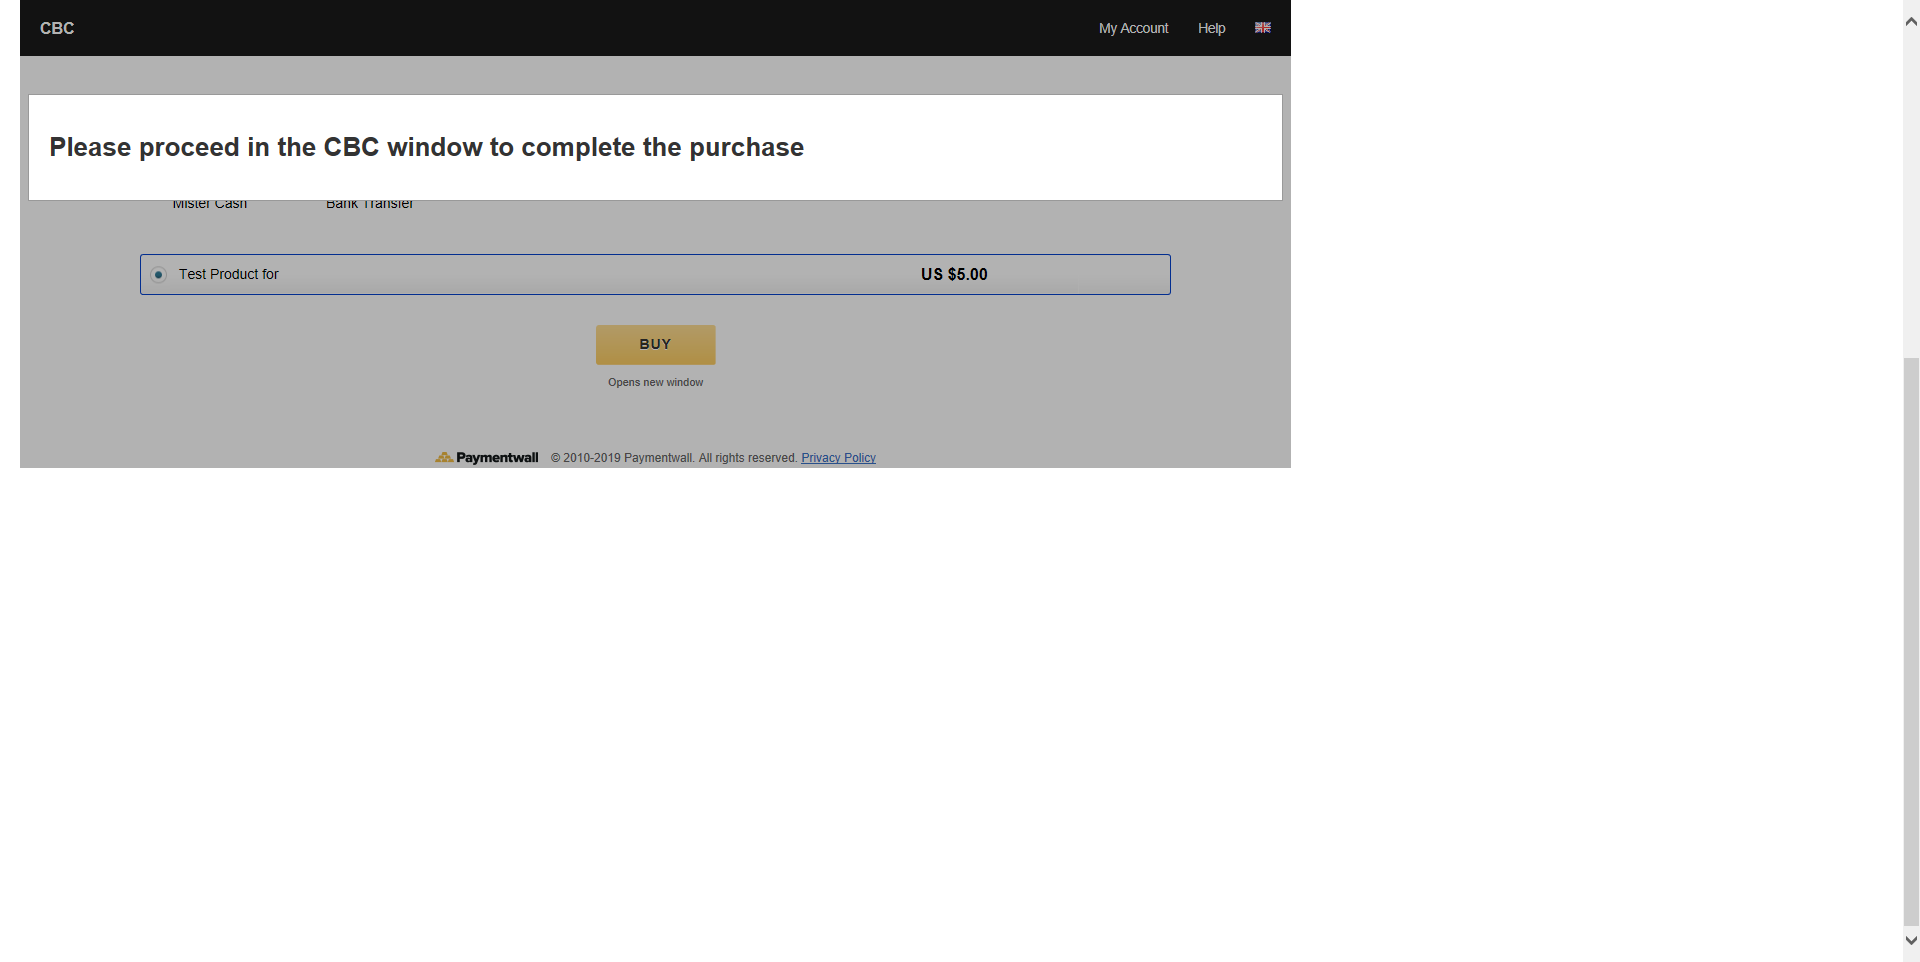 CBC
My Account
Help
Please proceed in the CBC window to complete the purchase
Mister Cash
Bank Transfer
Test Product for
US $5.00
BUY
Opens new window
Paymentwall
© 2010-2019 Paymentwall. All rights reserved. Privacy Policy